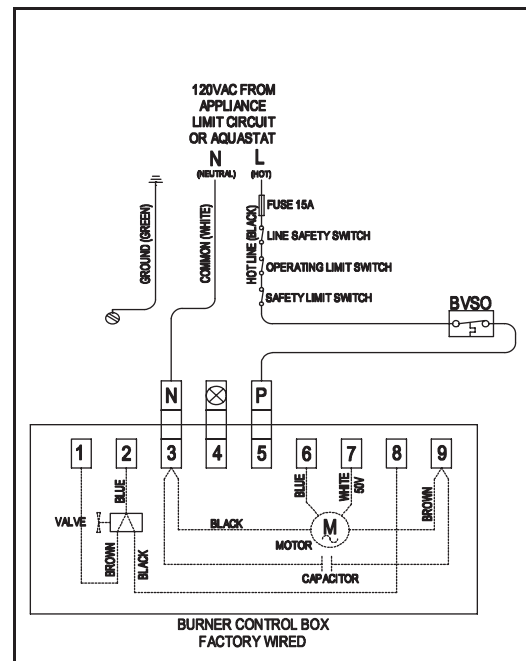 120VAC FROM
APPLIANCE
LIMIT CIRCUIT
OR AQUASTAT
N L
(NEUTRAL) (HOT)
GROUND (GREEN)
COMMON (WHITE)
HOT LINE (BLACK)
FUSE 15A
LINE SAFETY SWITCH
OPERATING LIMIT SWITCH
SAFETY LIMIT SWITCH
BVSO
N P
1 2 3 4 5 6 7 8 9
BLUE
VALVE
BROWN
BLACK
BLACK
BLUE
WHITE
50V
M
MOTOR
BROWN
CAPACITOR
BURNER CONTROL BOX
FACTORY WIRED